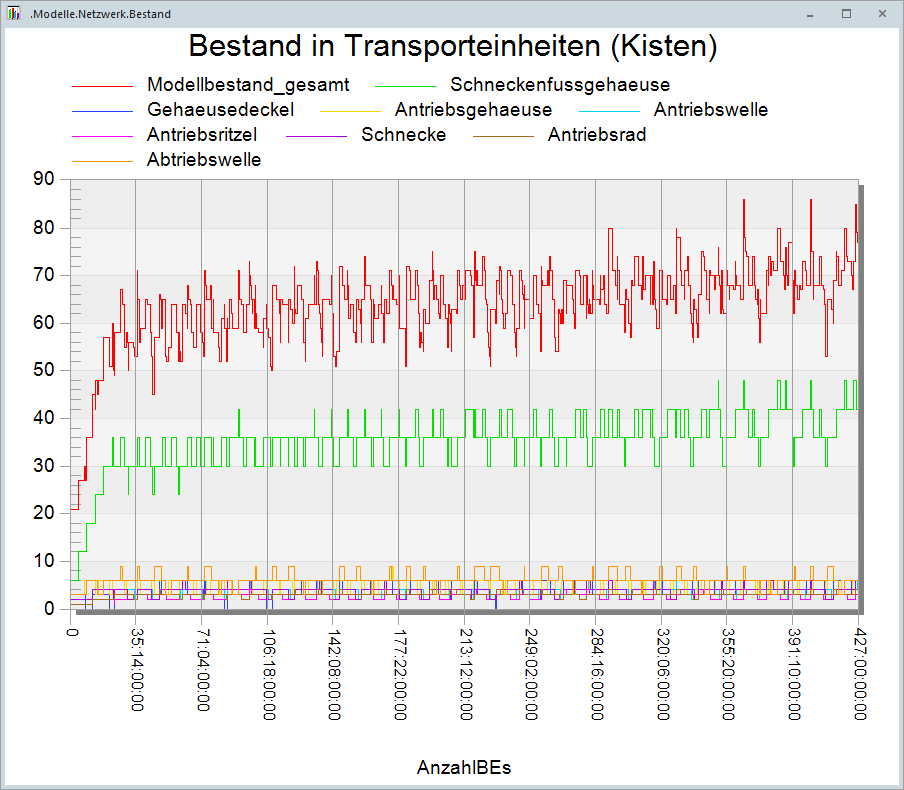 .Modelle.Netzwerk.Bestand
Bestand in Transporteinheiten (Kisten)
Modellbestand_gesamt Schneckenfussgehaeuse
Gehaeusedeckel Antriebsgehaeuse Antriebswelle
Antriebsritzel Schnecke Antriebsrad
Abtriebswelle
90
80
70
60
50
40
30
20
10
0
0 35:14:00:00 71:04:00:00 106:18:00:00 142:08:00:00 177:22:00:00 213:12:00:00 249:02:00:00 284:16:00:00 320:06:00:00 355:20:00:00 391:10:00:00 427:00:00:00
AnzahlBEs